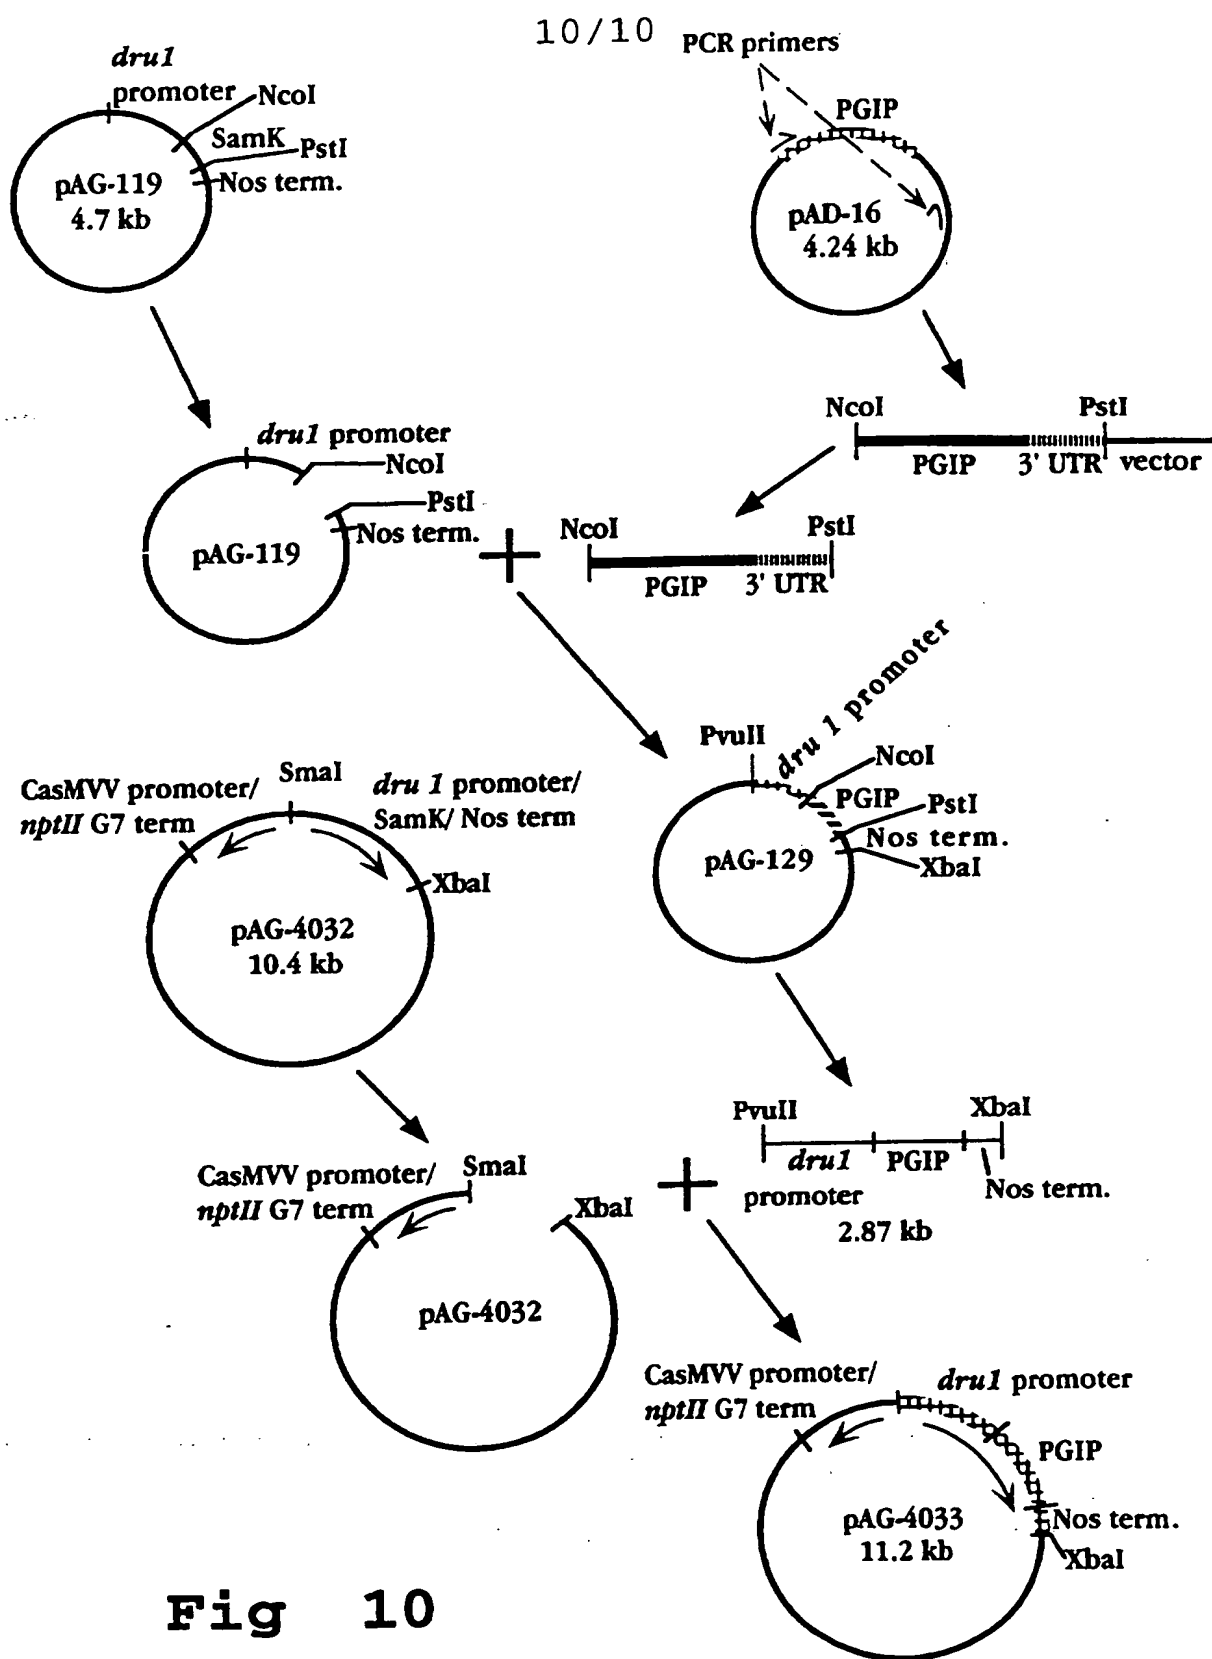 10/10
dru1
promoter
NcoI
SamK
PstI
Nos term.
pAG-119
4.7 kb
PCR primers
PGIP
pAD-16
4.24 kb
NcoI
PstI
PGIP
3' UTR
vector
dru1 promoter
NcoI
PstI
Nos term.
pAG-119
+
NcoI
PstI
PGIP
3' UTR
PvuII
dru 1 promoter
NcoI
PGIP
PstI
Nos term.
XbaI
pAG-129
CasMVV promoter/
nptII G7 term
SmaI
dru 1 promoter/
SamK/ Nos term
XbaI
pAG-4032
10.4 kb
PvuII
XbaI
dru1
promoter
PGIP
Nos term.
2.87 kb
CasMVV promoter/
nptII G7 term
SmaI
XbaI
pAG-4032
+
CasMVV promoter/
nptII G7 term
dru1 promoter
PGIP
Nos term.
XbaI
pAG-4033
11.2 kb
Fig 10